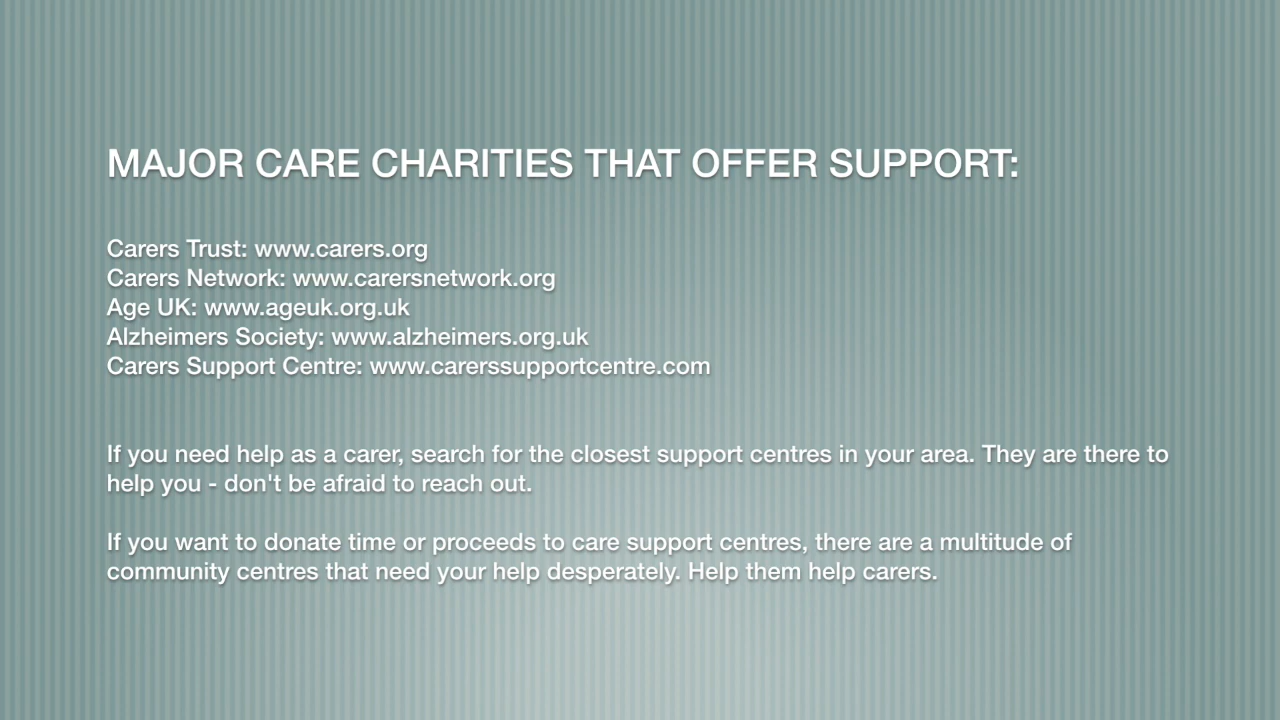 MAJOR CARE CHARITIES THAT OFFER SUPPORT:
Carers Trust: www.carers.org
Carers Network: www.carersnetwork.org
Age UK: www.ageuk.org.uk
Alzheimers Society: www.alzheimers.org.uk
Carers Support Centre: www.carerssupportcentre.com
If you need help as a carer, search for the closest support centres in your area. They are there to
help you - don't be afraid to reach out.
If you want to donate time or proceeds to care support centres, there are a multitude of
community centres that need your help desperately. Help them help carers.